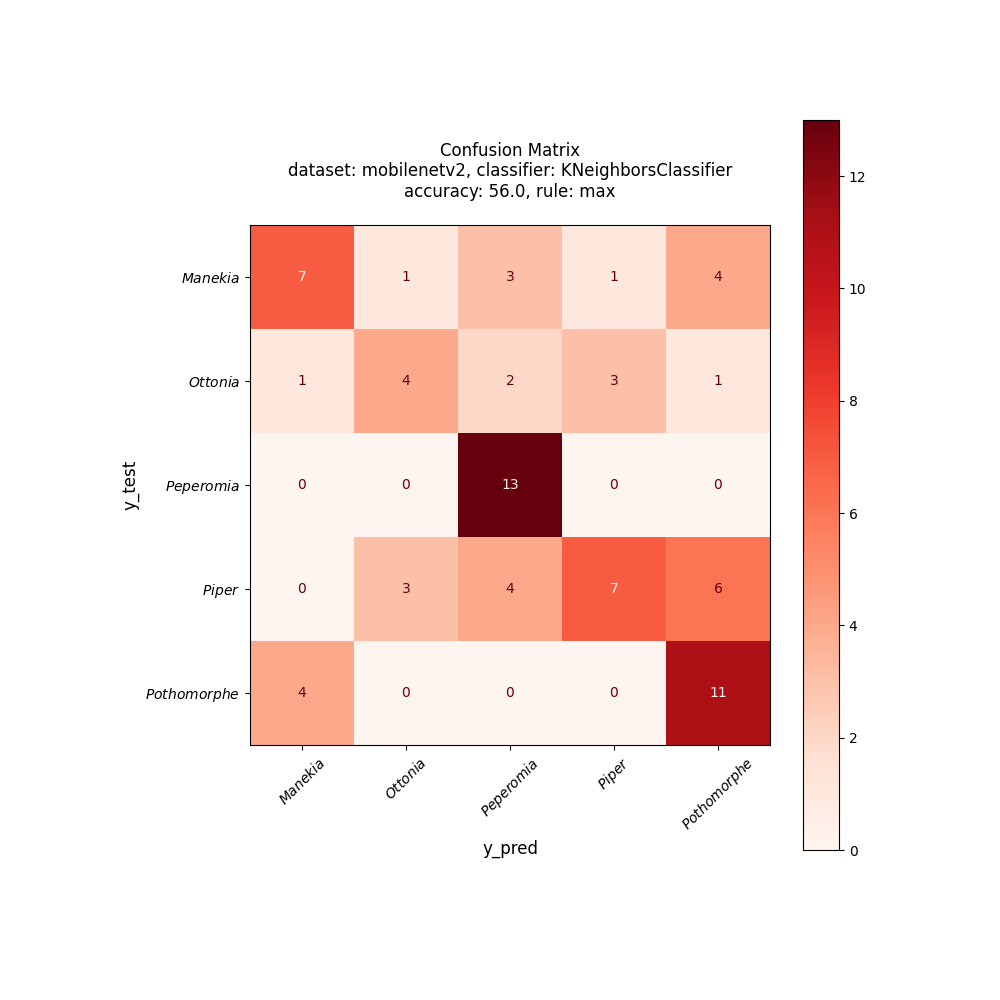 Confusion Matrix
dataset: mobilenetv2, classifier: KNeighborsClassifier
accuracy: 56.0, rule: max
y_test
Manekia 7 1 3 1 4
Ottonia 1 4 2 3 1
Peperomia 0 0 13 0 0
Piper 0 3 4 7 6
Pothomorphe 4 0 0 0 11
Manekia Ottonia Peperomia Piper Pothomorphe
y_pred
12
10
8
6
4
2
0